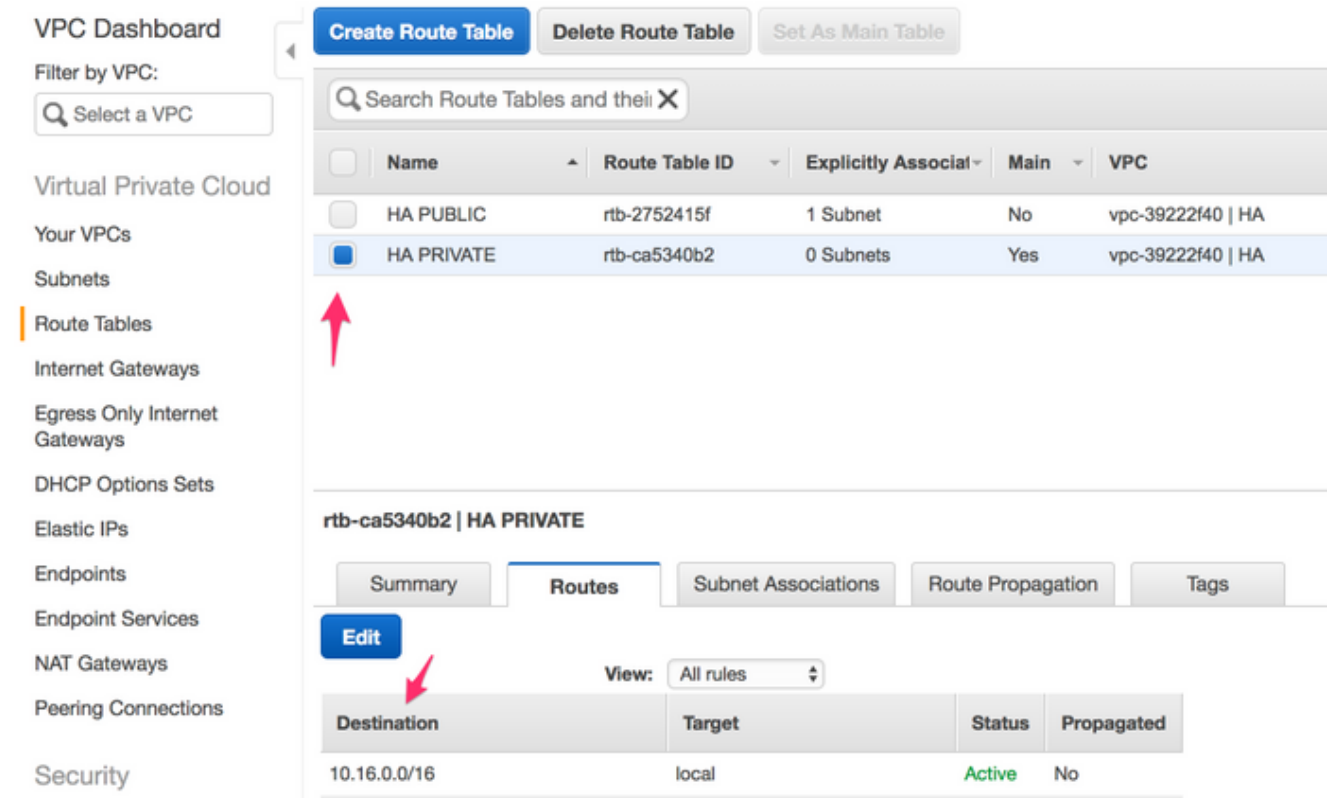 VPC Dashboard
Filter by VPC:
Select a VPC
Virtual Private Cloud
Your VPCs
Subnets
Route Tables
Internet Gateways
Egress Only Internet
Gateways
DHCP Options Sets
Elastic IPs
Endpoints
Endpoint Services
NAT Gateways
Peering Connections
Security
Create Route Table Delete Route Table Set As Main Table
Search Route Tables and thei
Name Route Table ID Explicitly Associat Main VPC
HA PUBLIC rtb-2752415f 1 Subnet No vpc-39222f40 | HA
HA PRIVATE rtb-ca5340b2 0 Subnets Yes vpc-39222f40 | HA
rtb-ca5340b2 | HA PRIVATE
Summary Routes Subnet Associations Route Propagation Tags
Edit
View: All rules
Destination Target Status Propagated
10.16.0.0/16 local Active No